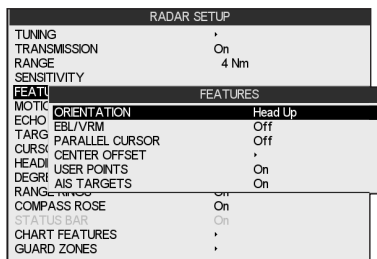 RADAR SETUP
TUNING
TRANSMISSION On
RANGE 4 Nm
SENSITIVITY
FEATURES
ORIENTATION Head Up
EBL/VRM Off
PARALLEL CURSOR Off
CENTER OFFSET
USER POINTS On
AIS TARGETS On
COMPASS ROSE On
STATUS BAR On
CHART FEATURES
GUARD ZONES